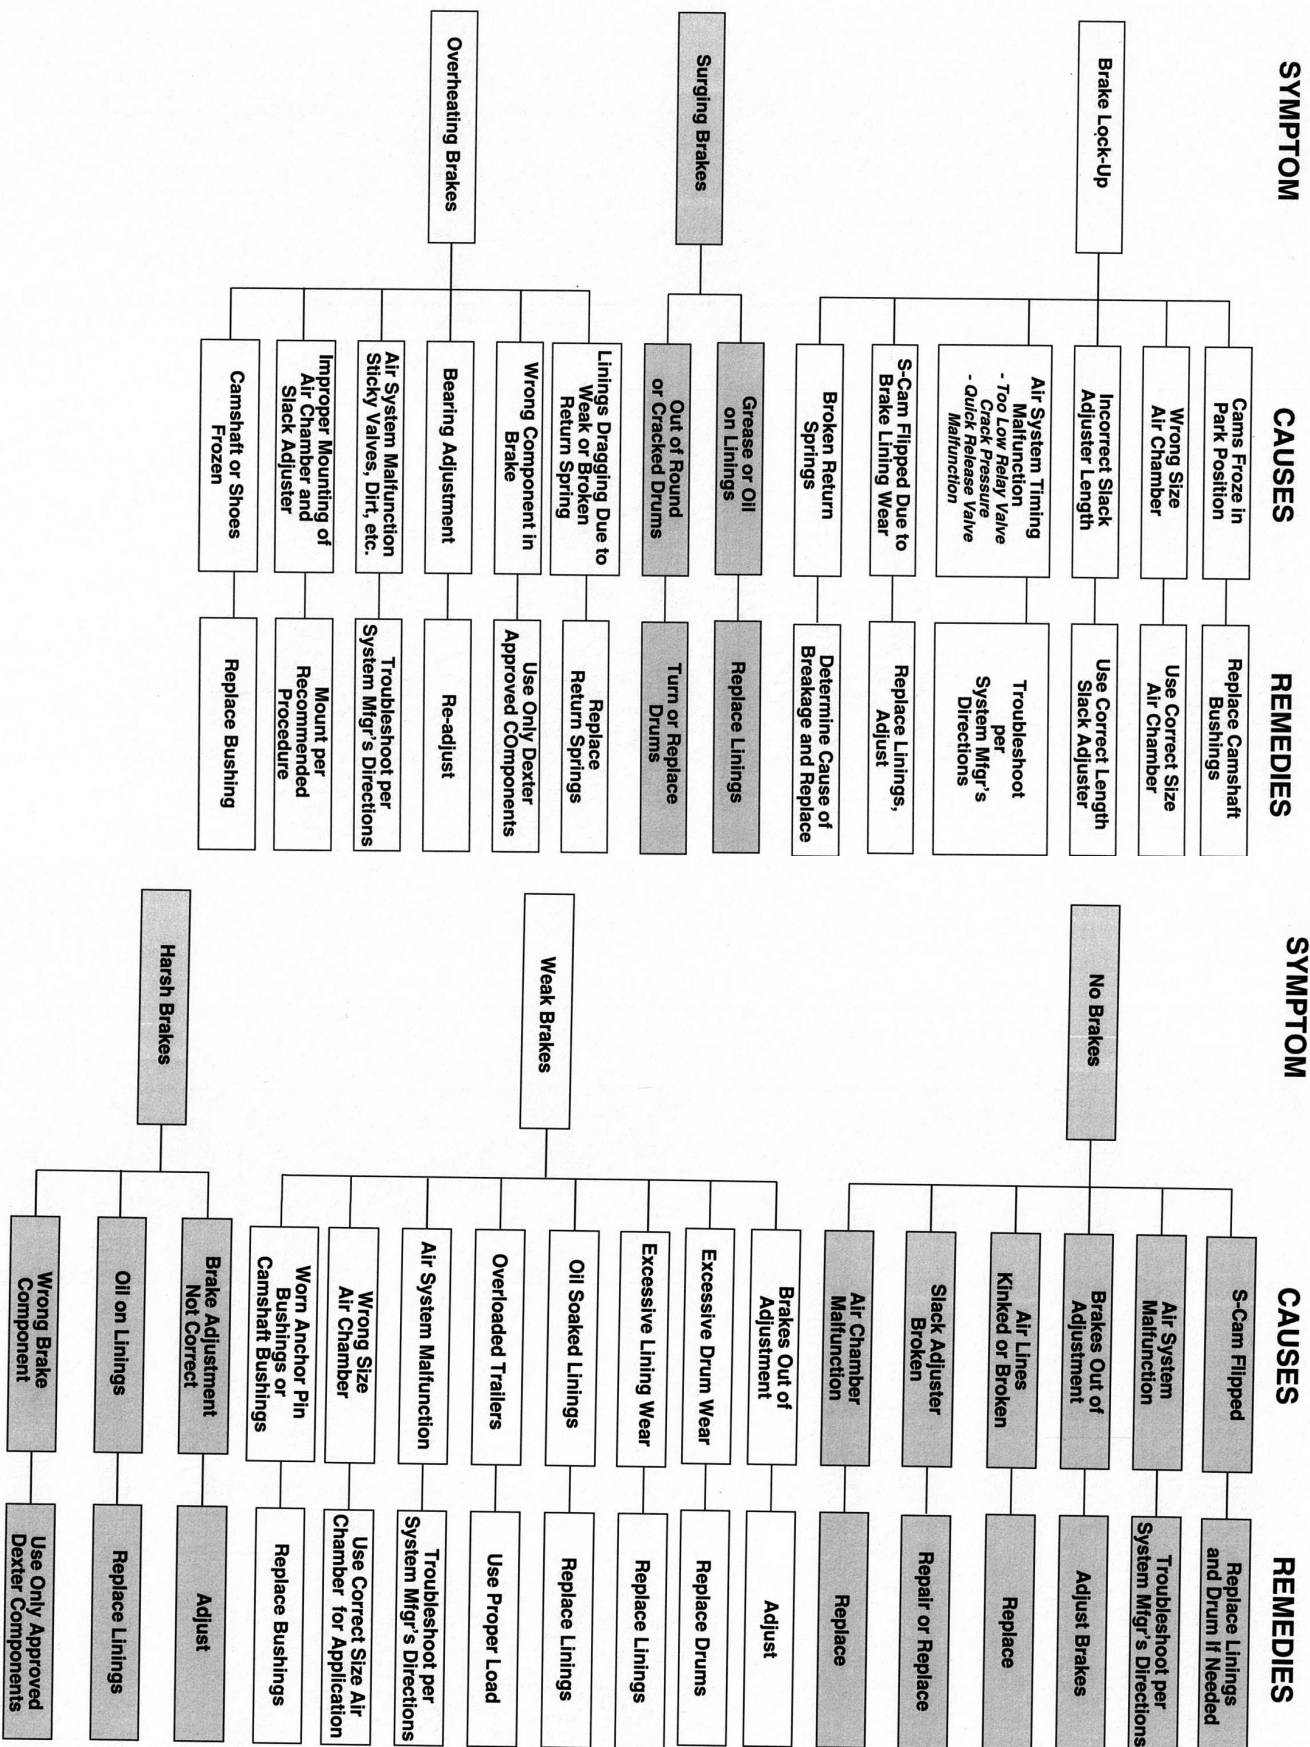 SYMPTOM
CAUSES
REMEDIES
Brake Lock-Up
Cams Froze in
Park Position
Replace Camshaft
Bushings
Wrong Size
Air Chamber
Use Correct Size
Air Chamber
Incorrect Slack
Adjuster Length
Use Correct Length
Slack Adjuster
Air System Timing
Malfunction
- Too Low Relay Valve
Crack Pressure
- Quick Release Valve
Malfunction
Troubleshoot
per
System Mfgr's
Directions
S-Cam Flipped Due to
Brake Lining Wear
Replace Linings,
Adjust
Broken Return
Springs
Determine Cause of
Breakage and Replace
Surging Brakes
Grease or Oil
on Linings
Replace Linings
Out of Round
or Cracked Drums
Turn or Replace
Drums
Overheating Brakes
Linings Dragging Due to
Weak or Broken
Return Spring
Replace
Return Springs
Wrong Component in
Brake
Use Only Dexter
Approved COmponents
Bearing Adjustment
Re-adjust
Air System Malfunction
Sticky Valves, Dirt, etc.
Troubleshoot per
System Mfgr's Directions
Improper Mounting of
Air Chamber and
Slack Adjuster
Mount per
Recommended
Procedure
Camshaft or Shoes
Frozen
Replace Bushing
SYMPTOM
CAUSES
REMEDIES
No Brakes
S-Cam Flipped
Replace Linings
and Drum If Needed
Air System
Malfunction
Troubleshoot per
System Mfgr's Directions
Brakes Out of
Adjustment
Adjust Brakes
Air Lines
Kinked or Broken
Replace
Slack Adjuster
Broken
Repair or Replace
Air Chamber
Malfunction
Replace
Weak Brakes
Brakes Out of
Adjustment
Adjust
Excessive Drum Wear
Replace Drums
Excessive Lining Wear
Replace Linings
Oil Soaked Linings
Replace Linings
Overloaded Trailers
Use Proper Load
Air System Malfunction
Troubleshoot per
System Mfgr's Directions
Wrong Size
Air Chamber
Use Correct Size Air
Chamber for Application
Worn Anchor Pin
Bushings or
Camshaft Bushings
Replace Bushings
Harsh Brakes
Brake Adjustment
Not Correct
Adjust
Oil on Linings
Replace Linings
Wrong Brake
Component
Use Only Approved
Dexter Components